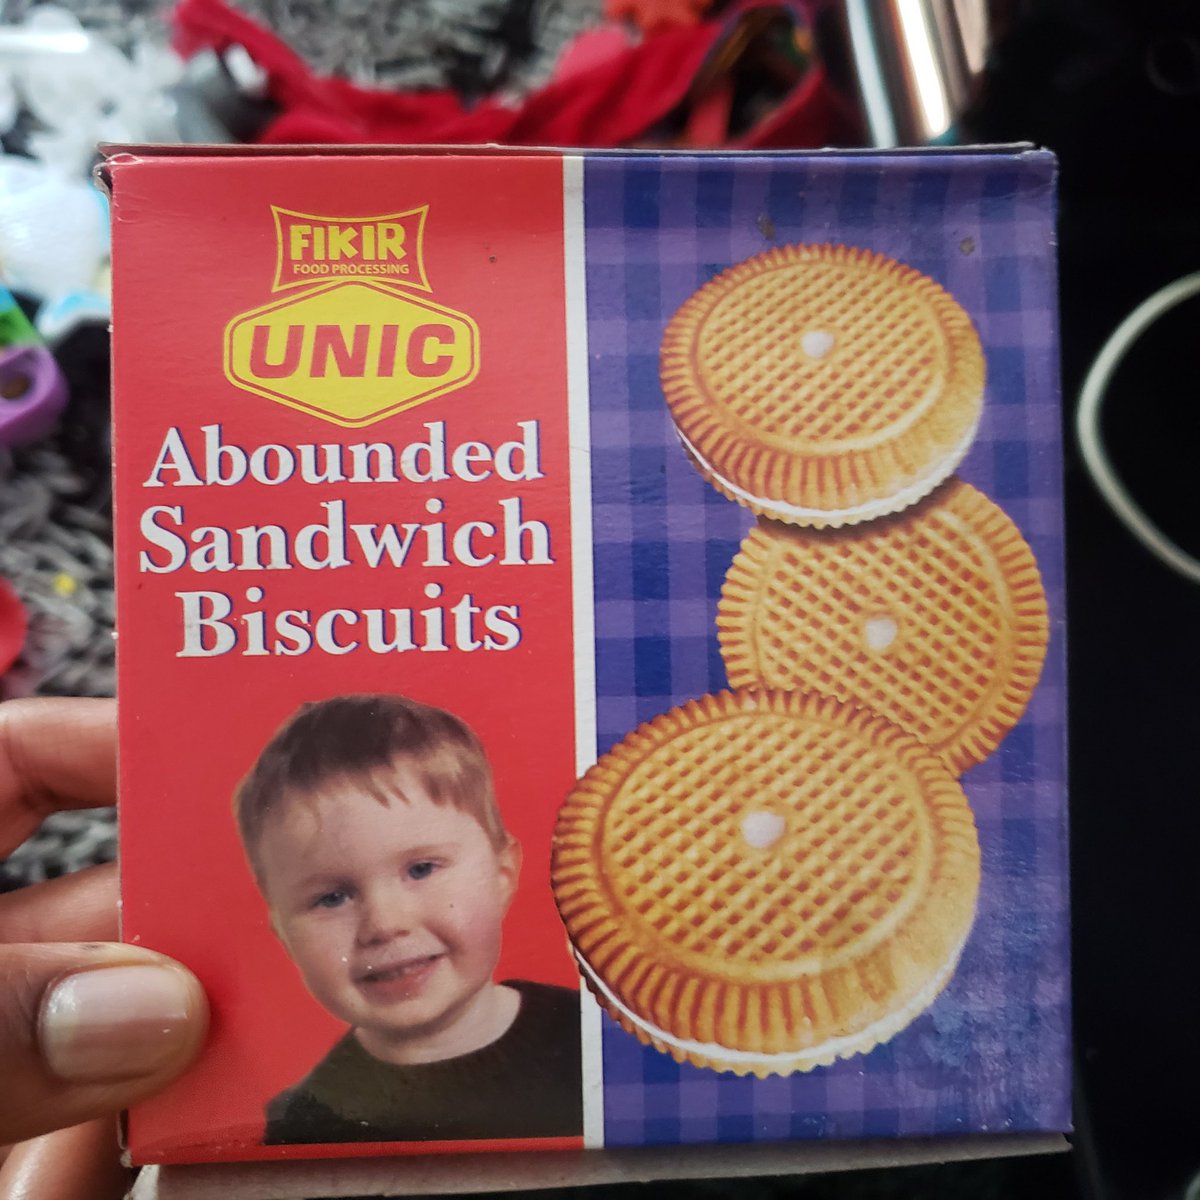 FIKIR
FOOD PROCESSING
UNIC
Abounded
Sandwich
Biscuits